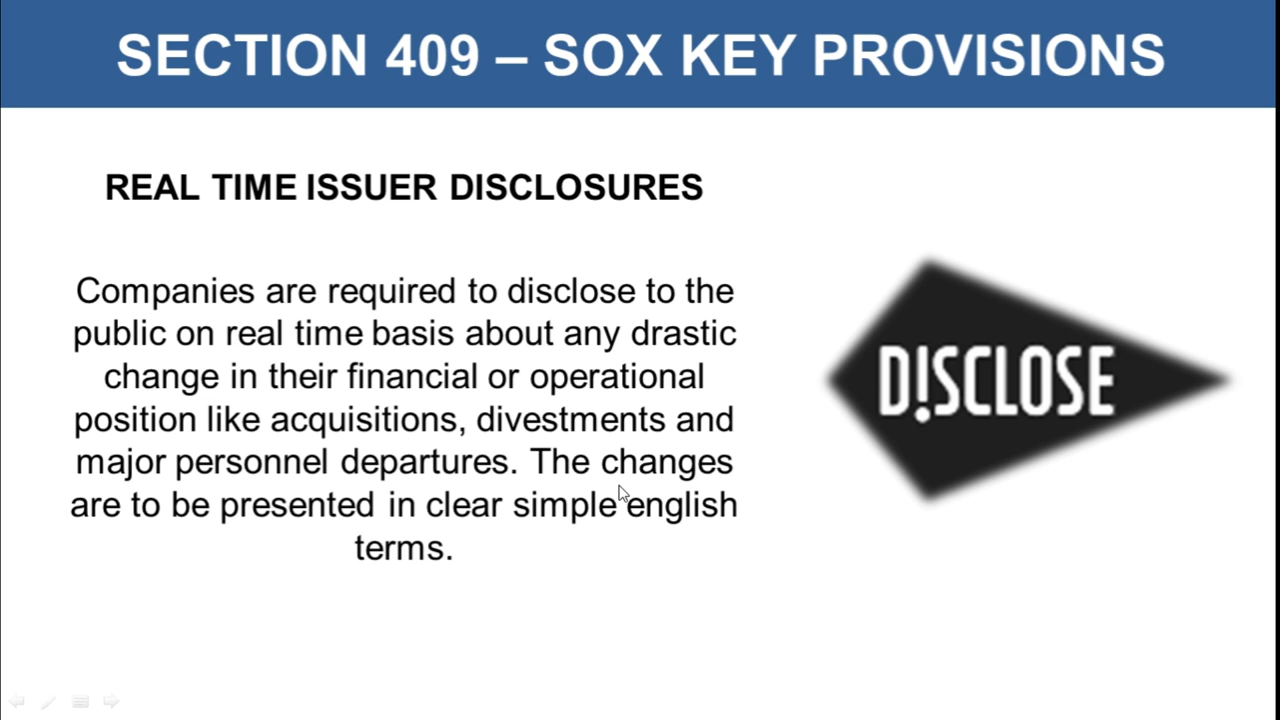 SECTION 409 – SOX KEY PROVISIONS
REAL TIME ISSUER DISCLOSURES
Companies are required to disclose to the
public on real time basis about any drastic
change in their financial or operational
position like acquisitions, divestments and
major personnel departures. The changes
are to be presented in clear simple english
terms.
D!SCLOSE